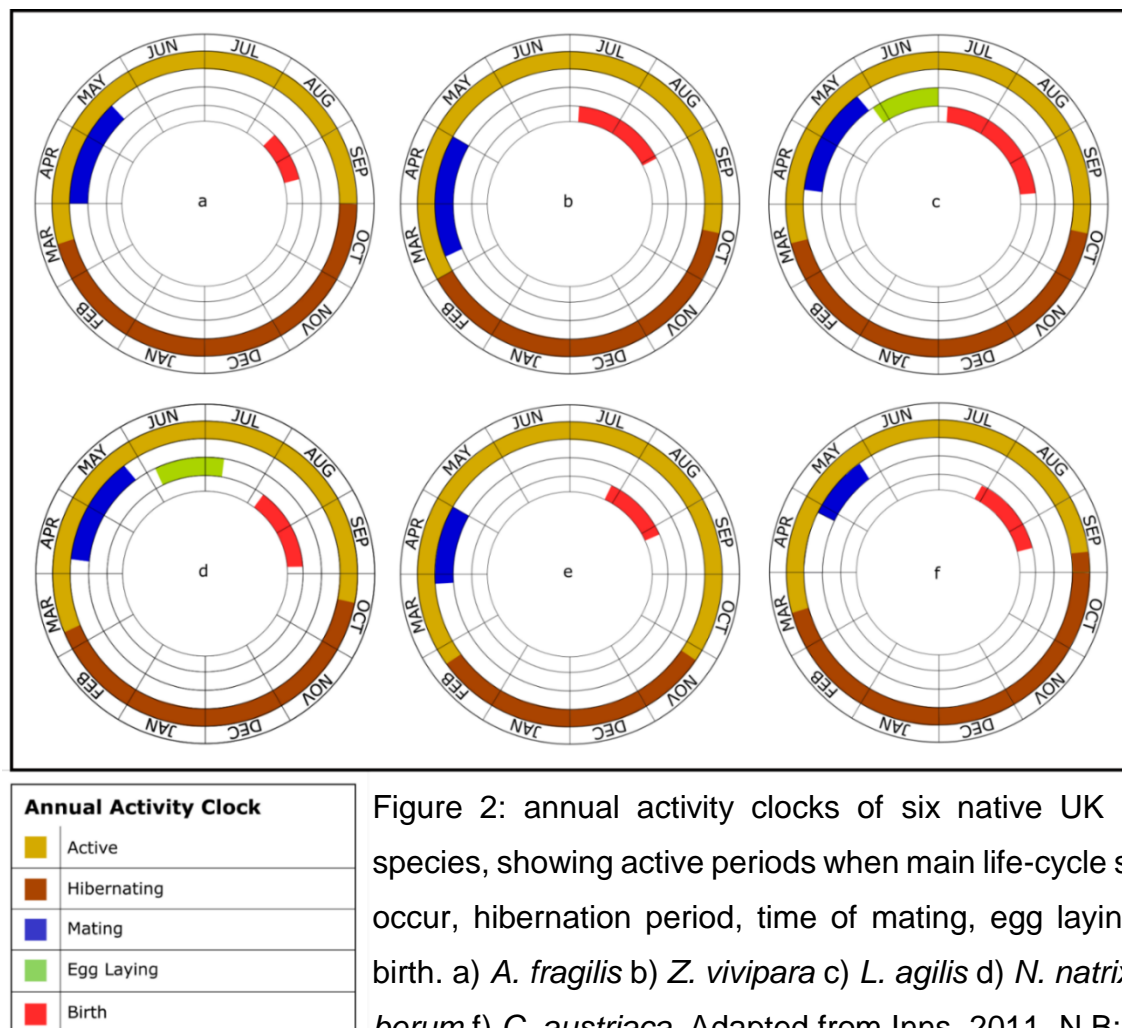 JAN
FEB
MAR
APR
MAY
JUN
JUL
AUG
SEP
OCT
NOV
DEC
a
JAN
FEB
MAR
APR
MAY
JUN
JUL
AUG
SEP
OCT
NOV
DEC
b
JAN
FEB
MAR
APR
MAY
JUN
JUL
AUG
SEP
OCT
NOV
DEC
c
JAN
FEB
MAR
APR
MAY
JUN
JUL
AUG
SEP
OCT
NOV
DEC
d
JAN
FEB
MAR
APR
MAY
JUN
JUL
AUG
SEP
OCT
NOV
DEC
e
JAN
FEB
MAR
APR
MAY
JUN
JUL
AUG
SEP
OCT
NOV
DEC
f
Annual Activity Clock
Active
Hibernating
Mating
Egg Laying
Birth
Figure 2: annual activity clocks of six native UK
species, showing active periods when main life-cycle s
occur, hibernation period, time of mating, egg layin
birth. a) A. fragilis b) Z. vivipara c) L. agilis d) N. natrix
berum f) C. austriaca. Adapted from Inns, 2011. N.B: